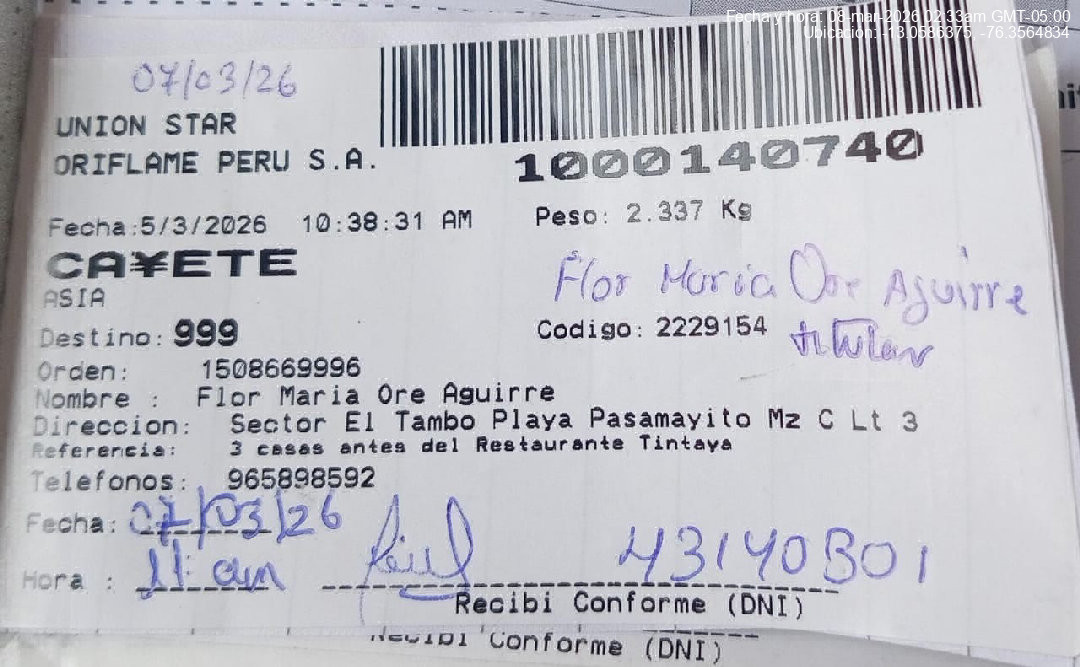 Fecha y hora: 08-mar-2026 02:33am GMT-05:00
Ubicación: -13.0586375, -76.3564834
07/03/26
UNION STAR
ORIFLAME PERU S.A.
1000140740
Fecha:5/3/2026 10:38:31 AM
Peso: 2.337 Kg
CA¥ETE
ASIA
Flor Maria Ore Aguirre
Destino: 999
Codigo: 2229154
titular
Orden: 1508669996
Nombre : Flor Maria Ore Aguirre
Direccion: Sector El Tambo Playa Pasamayito Mz C Lt 3
Referencia: 3 casas antes del Restaurante Tintaya
Telefonos: 965898592
Fecha: 07/03/26
Hora : 11: am
43140801
Recibi Conforme (DNI)
Recibi Conforme (DNI)